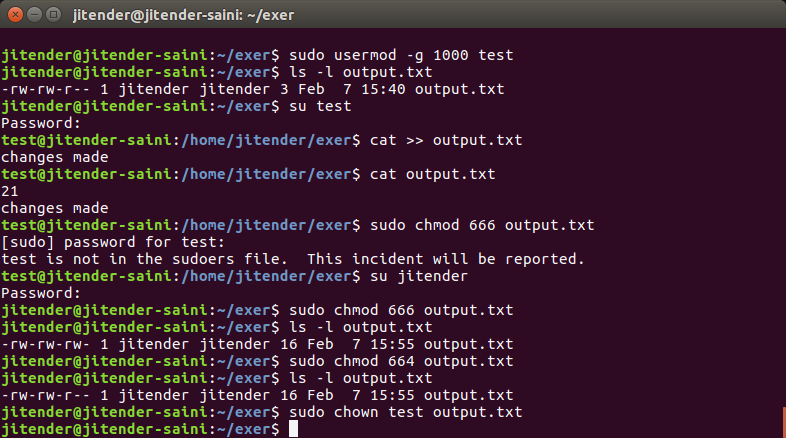 jitender@jitender-saini: ~/exer
jitender@jitender-saini:~/exer$ sudo usermod -g 1000 test
jitender@jitender-saini:~/exer$ ls -l output.txt
-rw-rw-r-- 1 jitender jitender 3 Feb  7 15:40 output.txt
jitender@jitender-saini:~/exer$ su test
Password:
test@jitender-saini:/home/jitender/exer$ cat >> output.txt
changes made
test@jitender-saini:/home/jitender/exer$ cat output.txt
21
changes made
test@jitender-saini:/home/jitender/exer$ sudo chmod 666 output.txt
[sudo] password for test:
test is not in the sudoers file.  This incident will be reported.
test@jitender-saini:/home/jitender/exer$ su jitender
Password:
jitender@jitender-saini:~/exer$ sudo chmod 666 output.txt
jitender@jitender-saini:~/exer$ ls -l output.txt
-rw-rw-rw- 1 jitender jitender 16 Feb  7 15:55 output.txt
jitender@jitender-saini:~/exer$ sudo chmod 664 output.txt
jitender@jitender-saini:~/exer$ ls -l output.txt
-rw-rw-r-- 1 jitender jitender 16 Feb  7 15:55 output.txt
jitender@jitender-saini:~/exer$ sudo chown test output.txt
jitender@jitender-saini:~/exer$